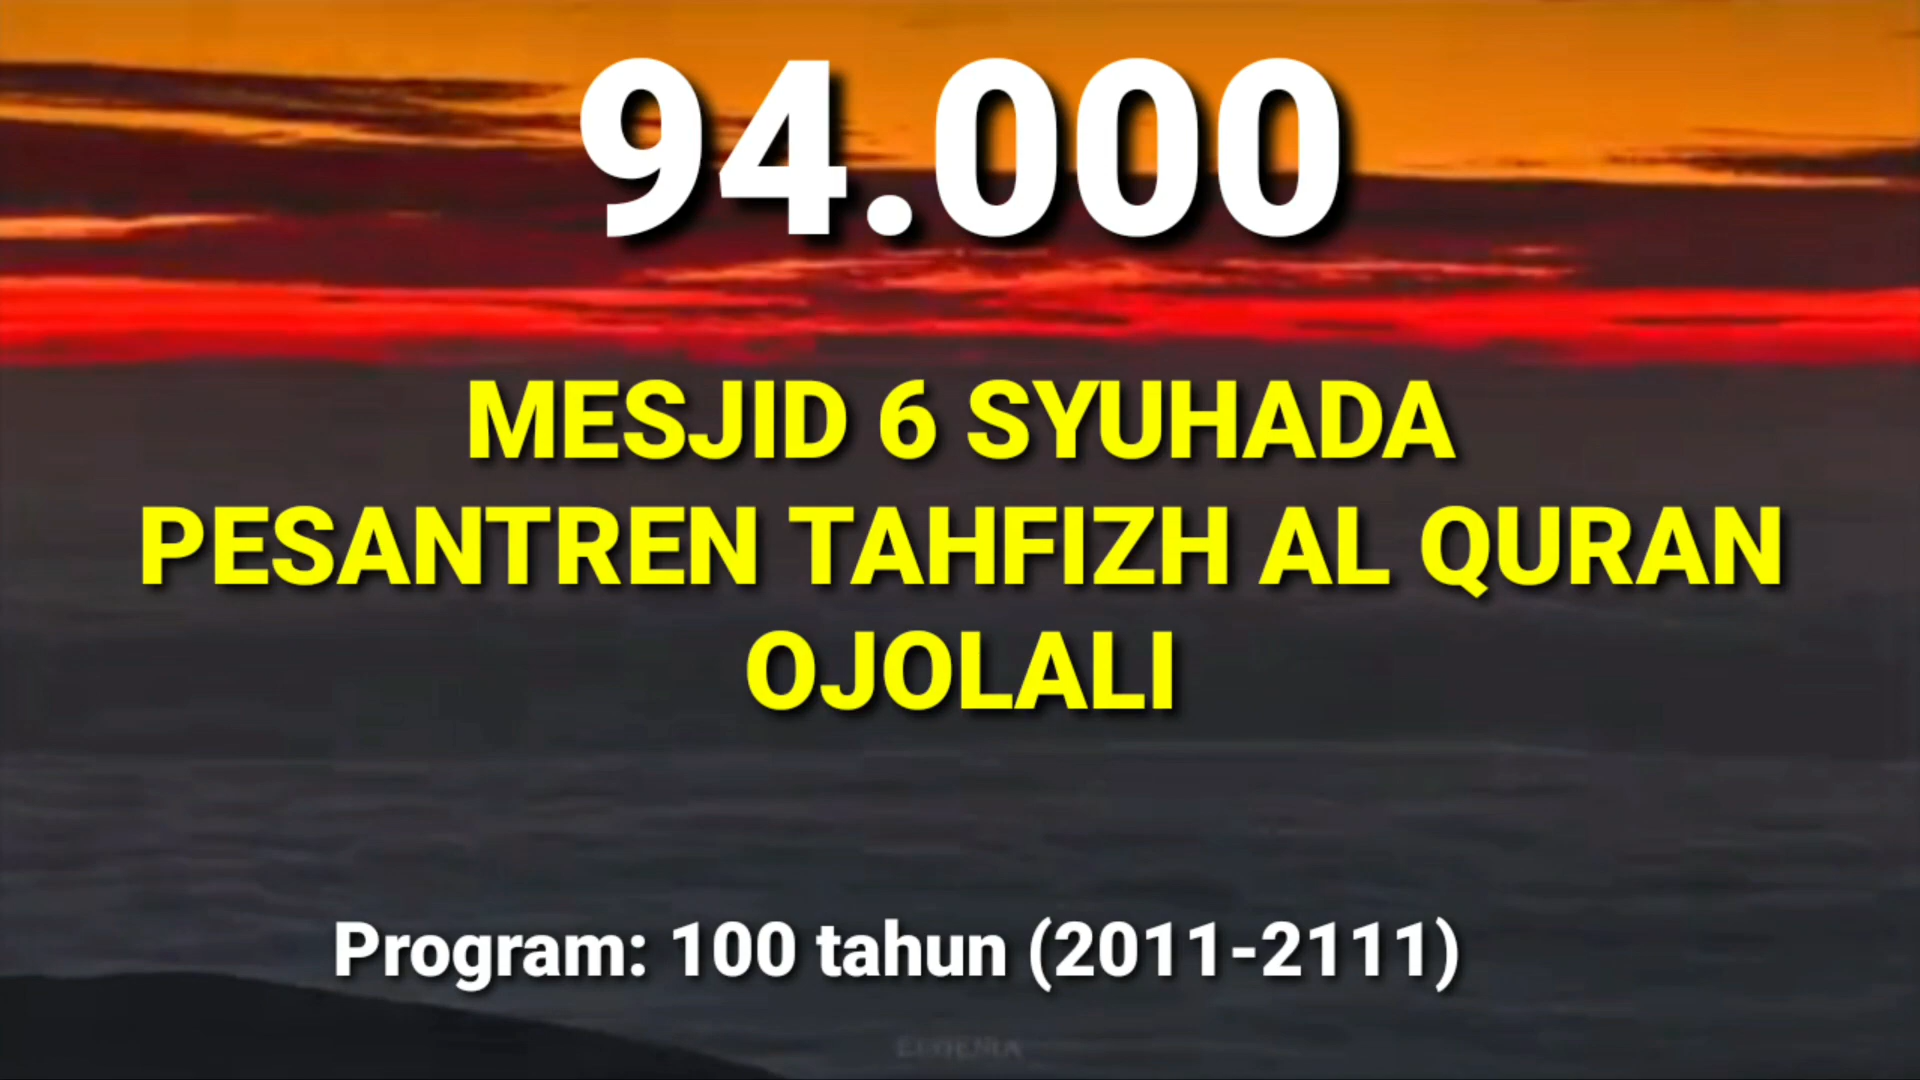 94.000
MESJID 6 SYUHADA
PESANTREN TAHFIZH AL QURAN
OJOLALI
Program: 100 tahun (2011-2111)